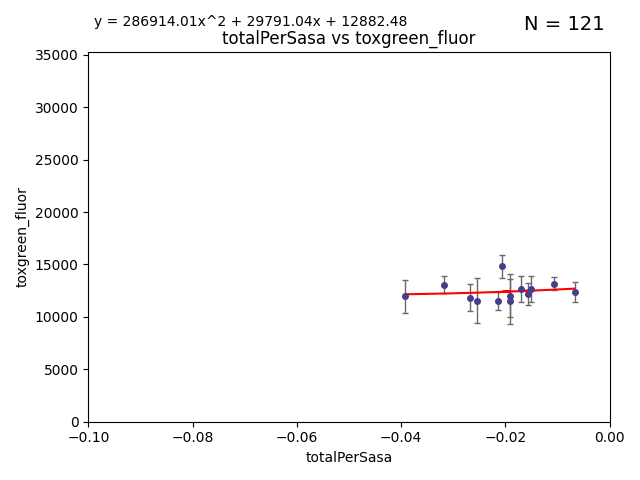 y = 286914.01x^2 + 29791.04x + 12882.48
N = 121
totalPerSasa vs toxgreen_fluor
35000
30000
25000
20000
15000
10000
5000
0
toxgreen_fluor
−0.10
−0.08
−0.06
−0.04
−0.02
0.00
totalPerSasa